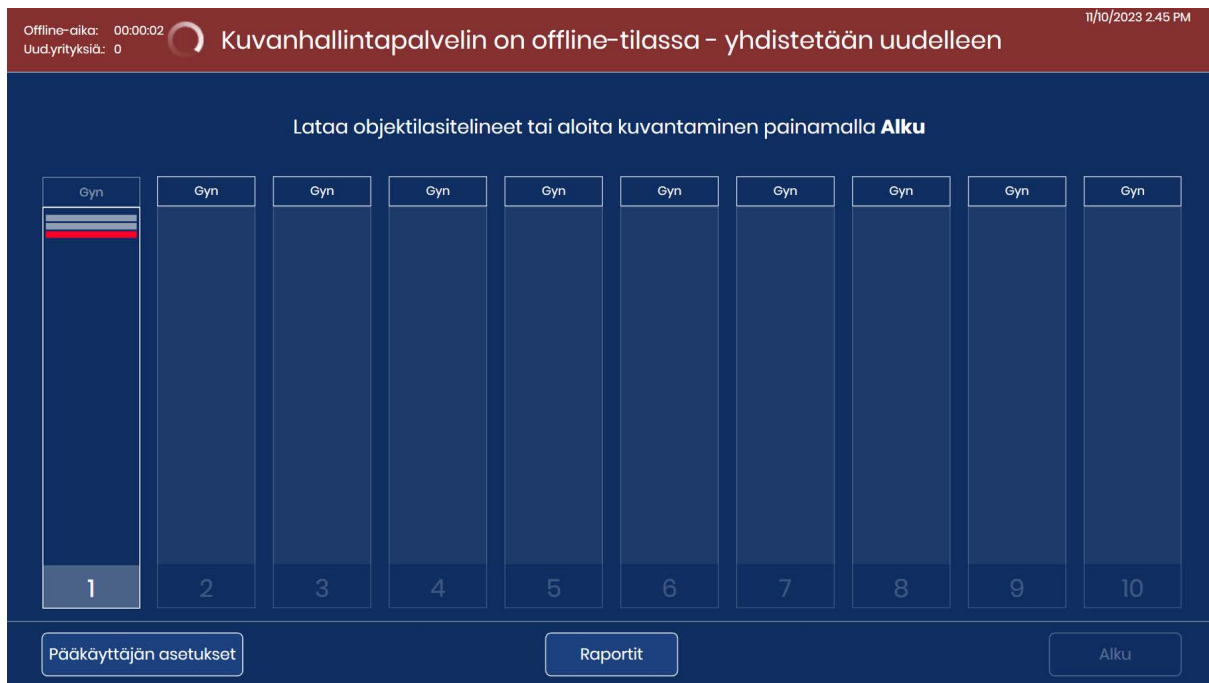 Offline-aika: 00:00:02
Uud.yrityksiä.: 0
Kuvanhallintapalvelin on offline-tilassa - yhdistetään uudelleen
11/10/2023 2.45 PM
Lataa objektilasitelineet tai aloita kuvantaminen painamalla Alku
Gyn Gyn Gyn Gyn Gyn Gyn Gyn Gyn Gyn Gyn
1 2 3 4 5 6 7 8 9 10
Pääkäyttäjän asetukset Raportit Alku